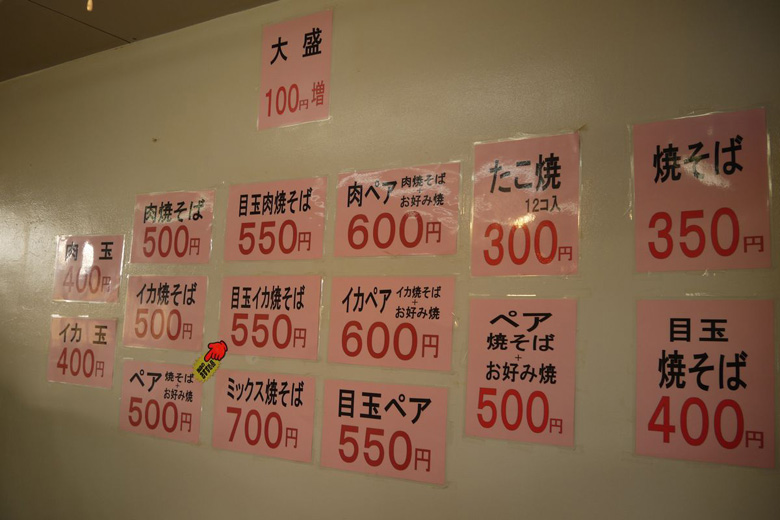 大盛
100円増
肉玉
400円
イカ玉
400円
肉焼そば
500円
イカ焼そば
500円
ペア 焼そば
+
お好み焼
500円
目玉肉焼そば
550円
目玉イカ焼そば
550円
ミックス焼そば
700円
肉ペア 肉焼そば
+
お好み焼
600円
イカペア イカ焼そば
+
お好み焼
600円
目玉ペア
550円
たこ焼
12コ入
300円
ペア
焼そば
+
お好み焼
500円
焼そば
350円
目玉
焼そば
400円